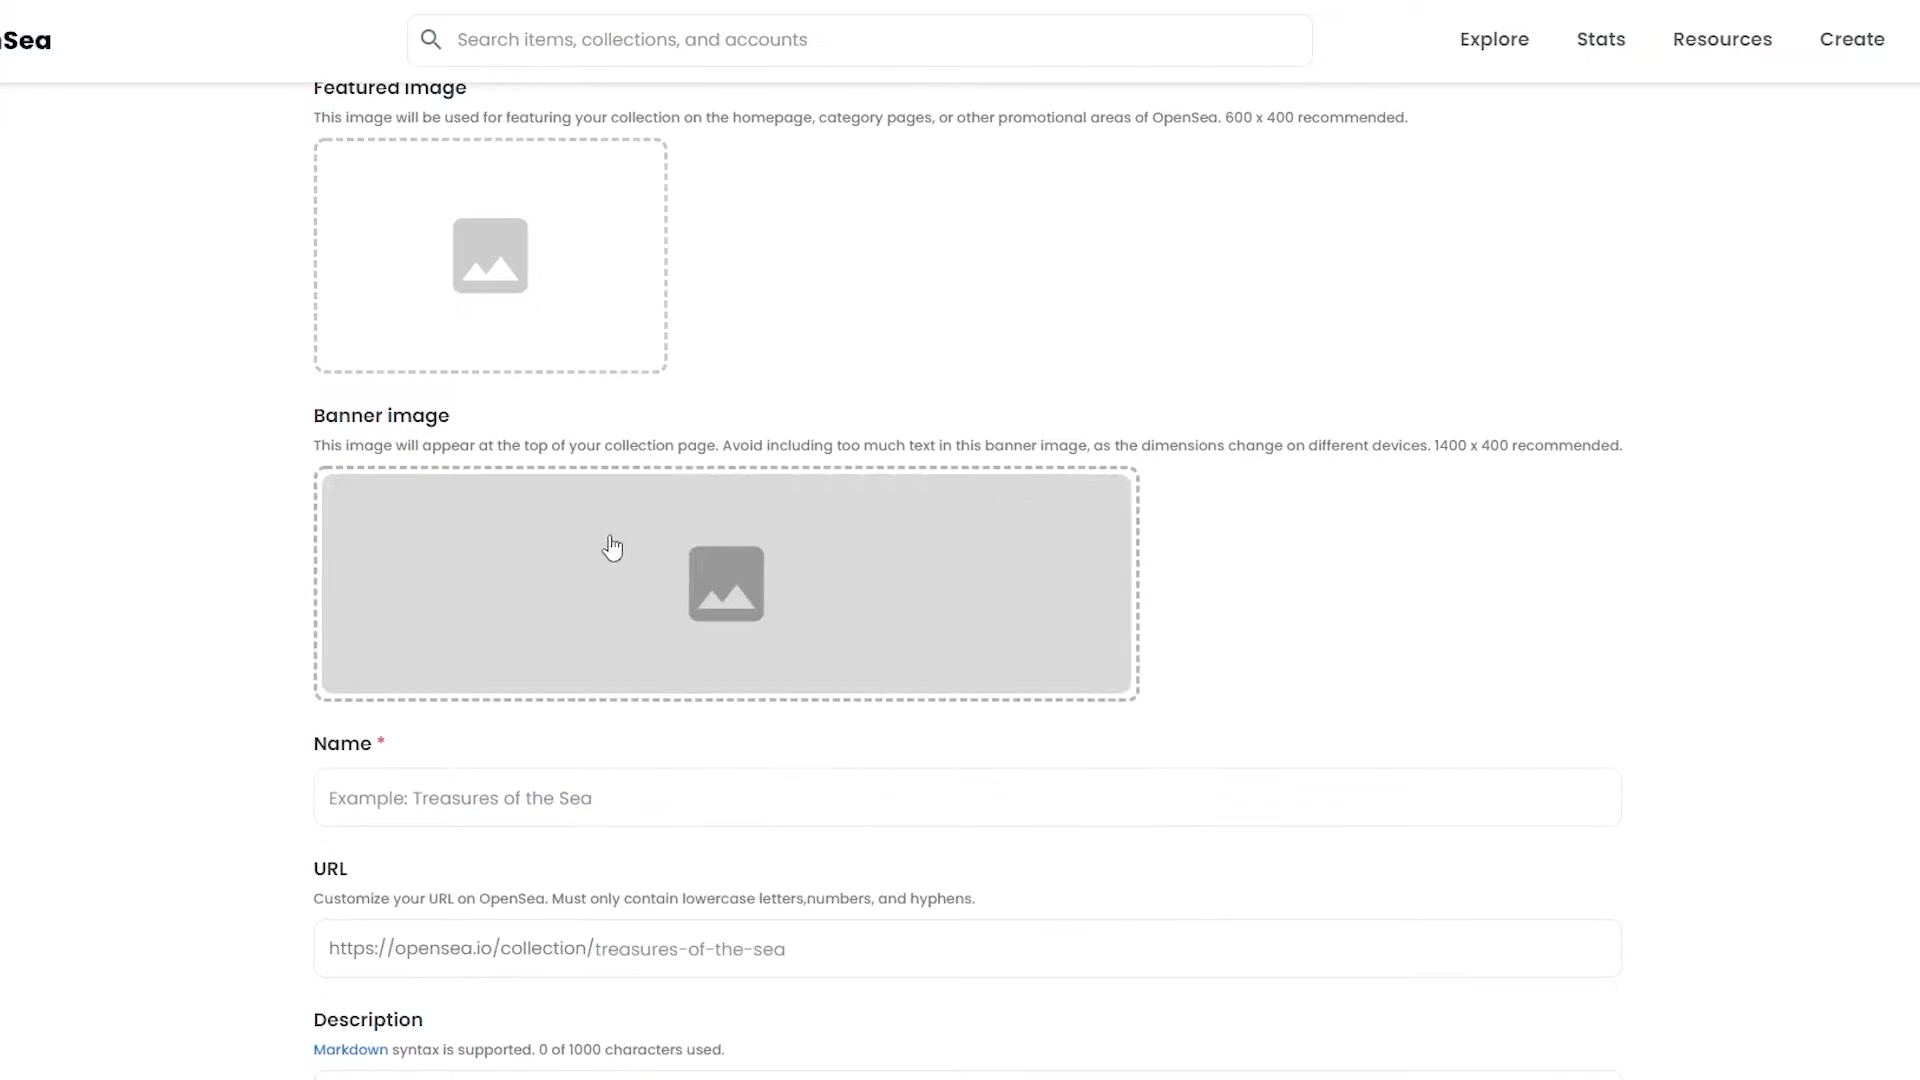 nSea
Search items, collections, and accounts
Explore
Stats
Resources
Create
Featured image
This image will be used for featuring your collection on the homepage, category pages, or other promotional areas of OpenSea. 600 x 400 recommended.
Banner image
This image will appear at the top of your collection page. Avoid including too much text in this banner image, as the dimensions change on different devices. 1400 x 400 recommended.
Name *
Example: Treasures of the Sea
URL
Customize your URL on OpenSea. Must only contain lowercase letters,numbers, and hyphens.
https://opensea.io/collection/treasures-of-the-sea
Description
Markdown syntax is supported. 0 of 1000 characters used.